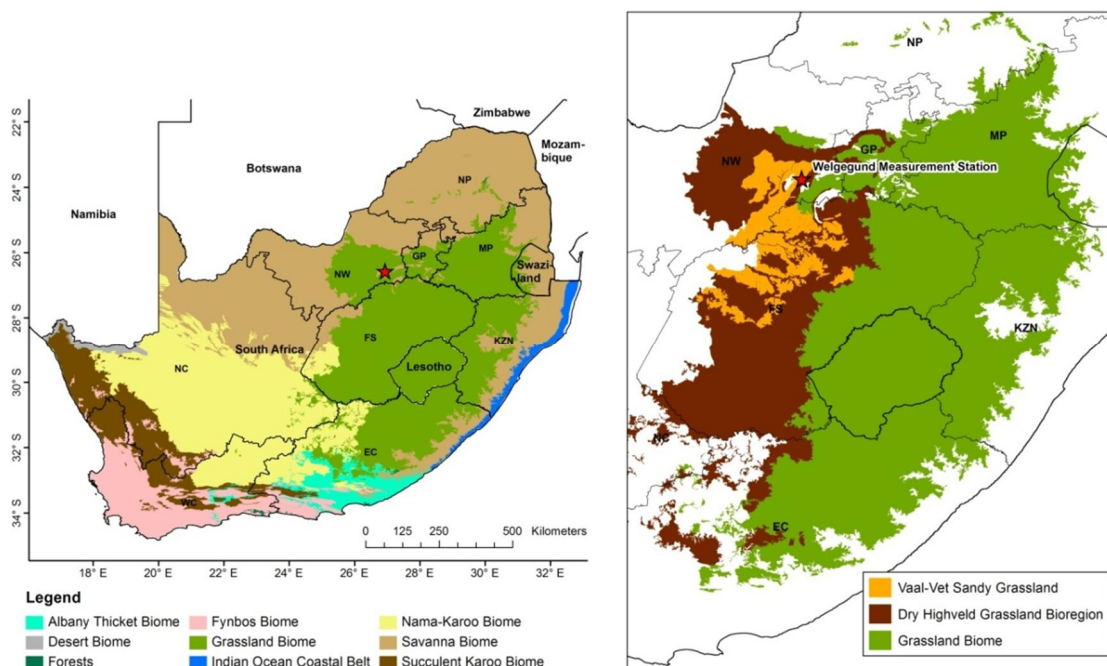 Zimbabwe
22° S
Mozam-
bique
Botswana
24° S
NP
Namibia
26° S
NW
GP
MP
Swazi-
land
28° S
FS
KZN
South Africa
NC
Lesotho
30° S
32° S
EC
WC
34° S
0 125 250 500 Kilometers
18° E 20° E 22° E 24° E 26° E 28° E 30° E 32° E
Legend
Albany Thicket Biome
Fynbos Biome
Nama-Karoo Biome
Desert Biome
Grassland Biome
Savanna Biome
Forests
Indian Ocean Coastal Belt
Succulent Karoo Biome
NP
MP
GP
NW
Welgegund Measurement Station
FS
KZN
NC
EC
Vaal-Vet Sandy Grassland
Dry Highveld Grassland Bioregion
Grassland Biome